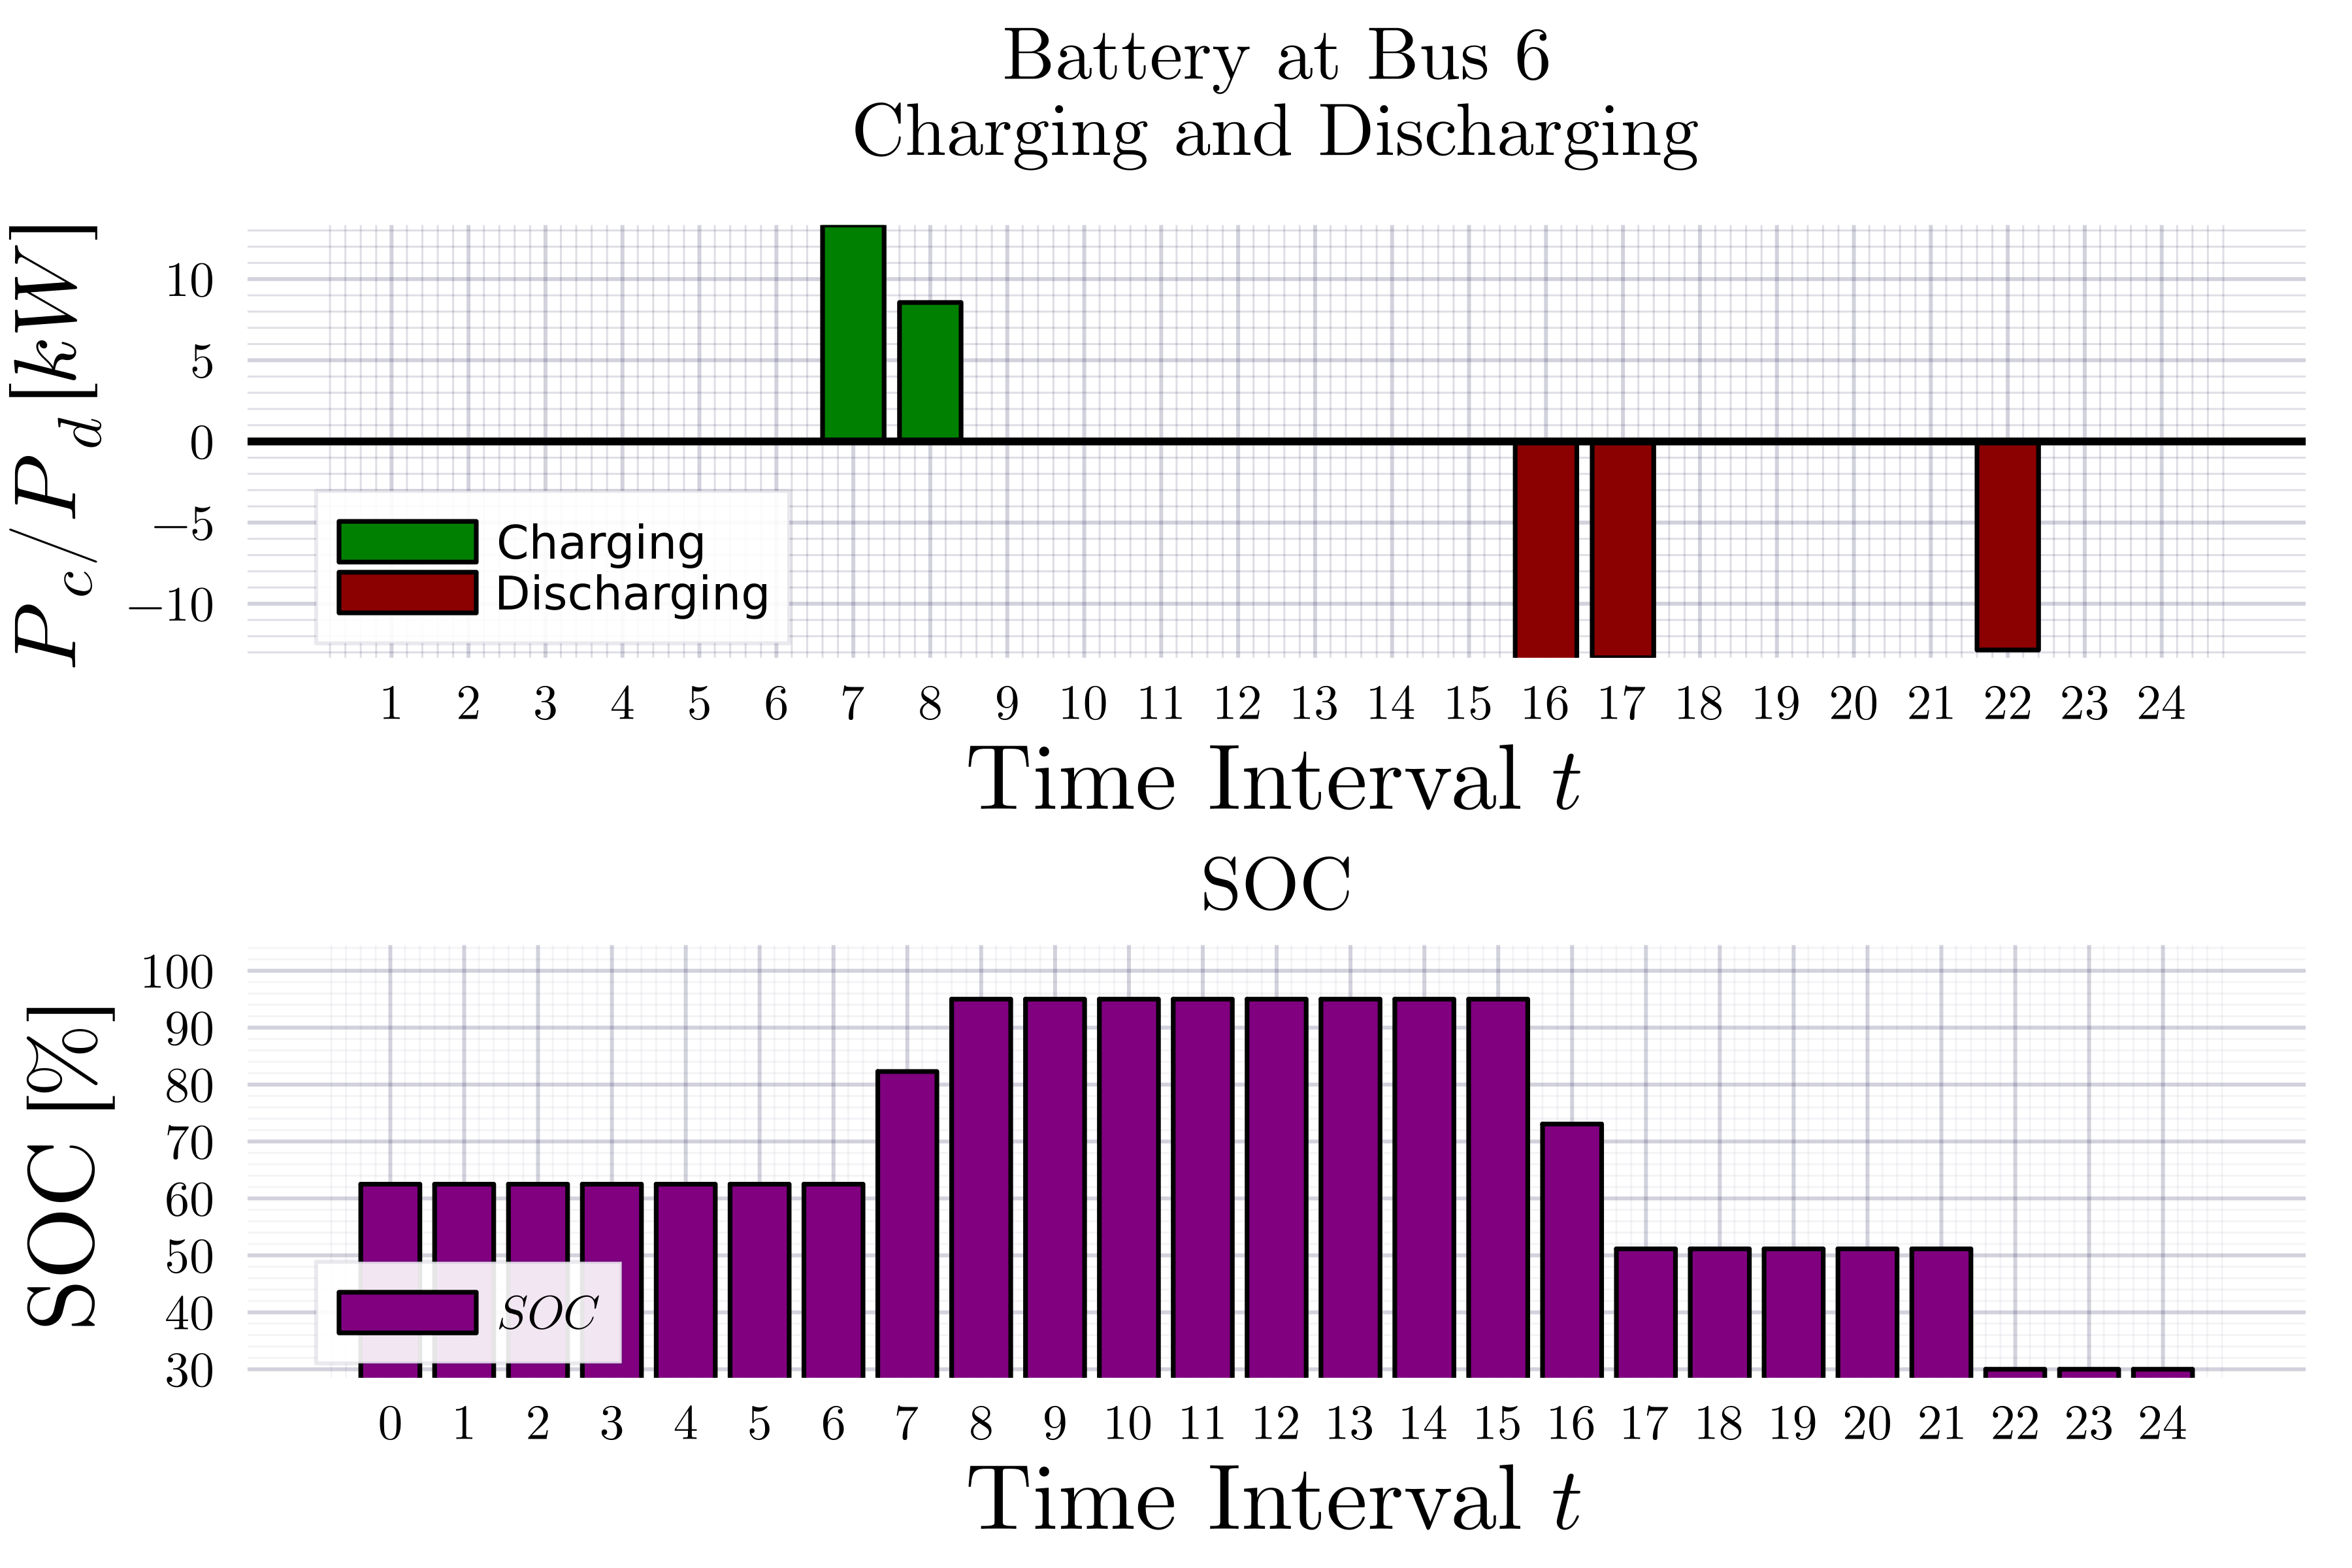 Battery at Bus 6
Charging and Discharging
P_c/P_d [kW]
10
5
0
−5
−10
Charging
Discharging
1 2 3 4 5 6 7 8 9 10 11 12 13 14 15 16 17 18 19 20 21 22 23 24
Time Interval t
SOC
SOC [%]
100
90
80
70
60
50
40
30
SOC
0 1 2 3 4 5 6 7 8 9 10 11 12 13 14 15 16 17 18 19 20 21 22 23 24
Time Interval t